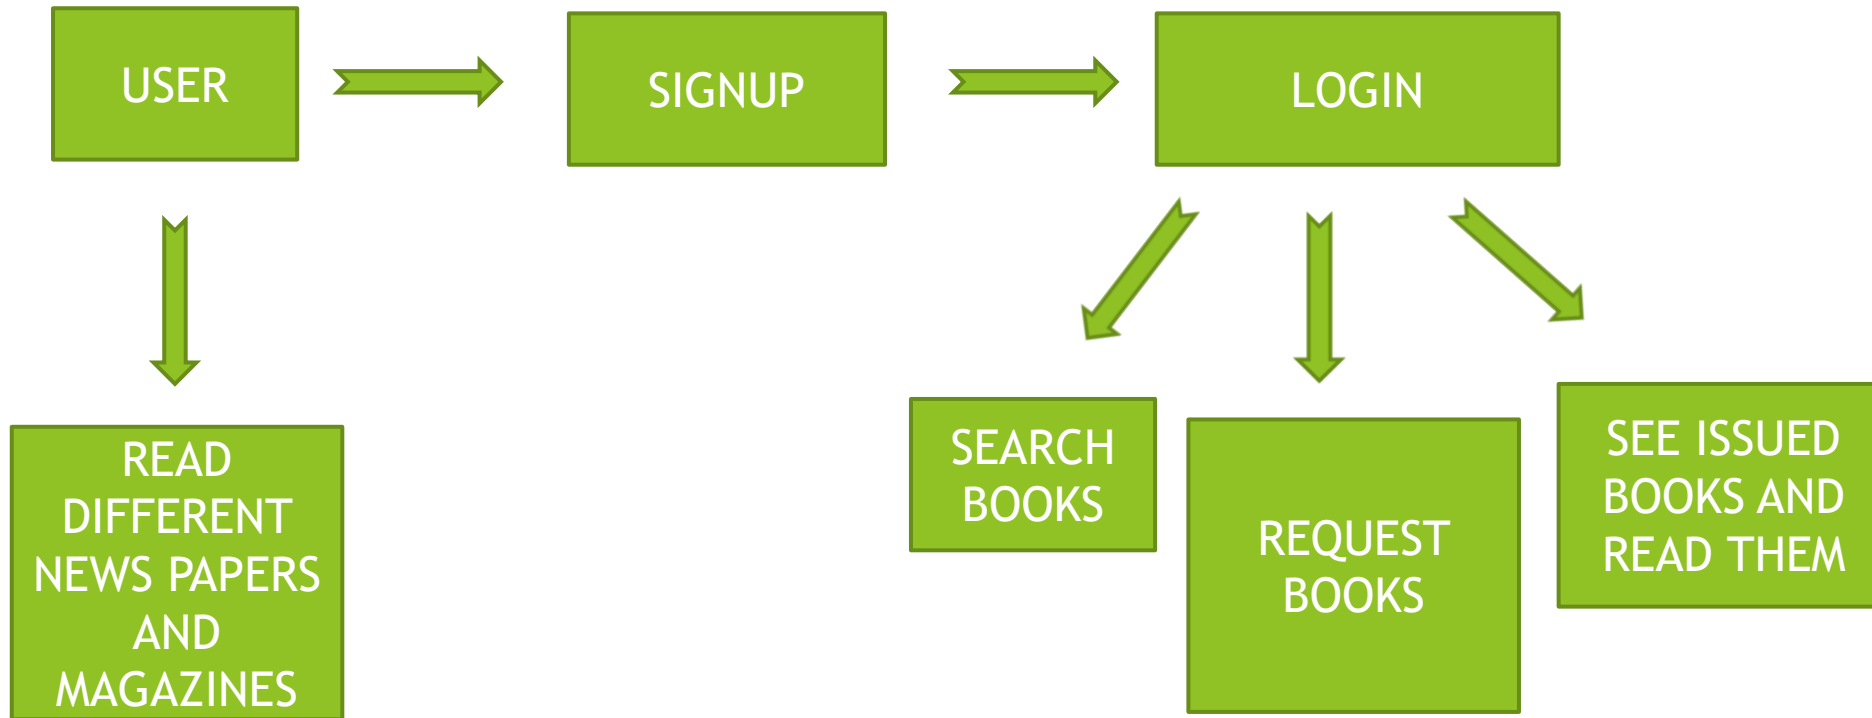 USER
SIGNUP
LOGIN
READ
DIFFERENT
NEWS PAPERS
AND
MAGAZINES
SEARCH
BOOKS
REQUEST
BOOKS
SEE ISSUED
BOOKS AND
READ THEM